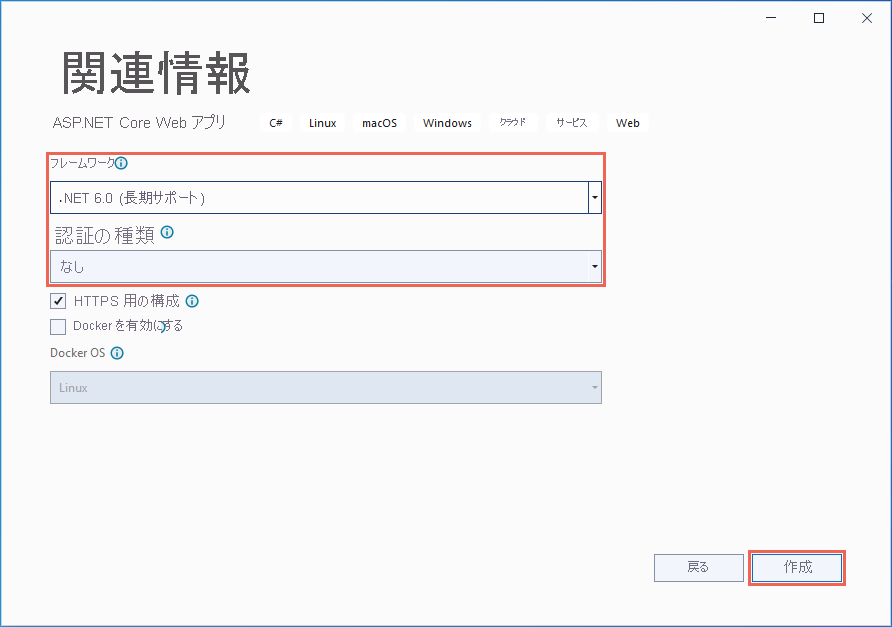 関連情報
ASP.NET Core Web アプリ C# Linux macOS Windows クラウド サービス Web
フレームワーク
.NET 6.0 (長期サポート)
認証の種類
なし
HTTPS 用の構成
Docker を有効にする
Docker OS
Linux
戻る 作成